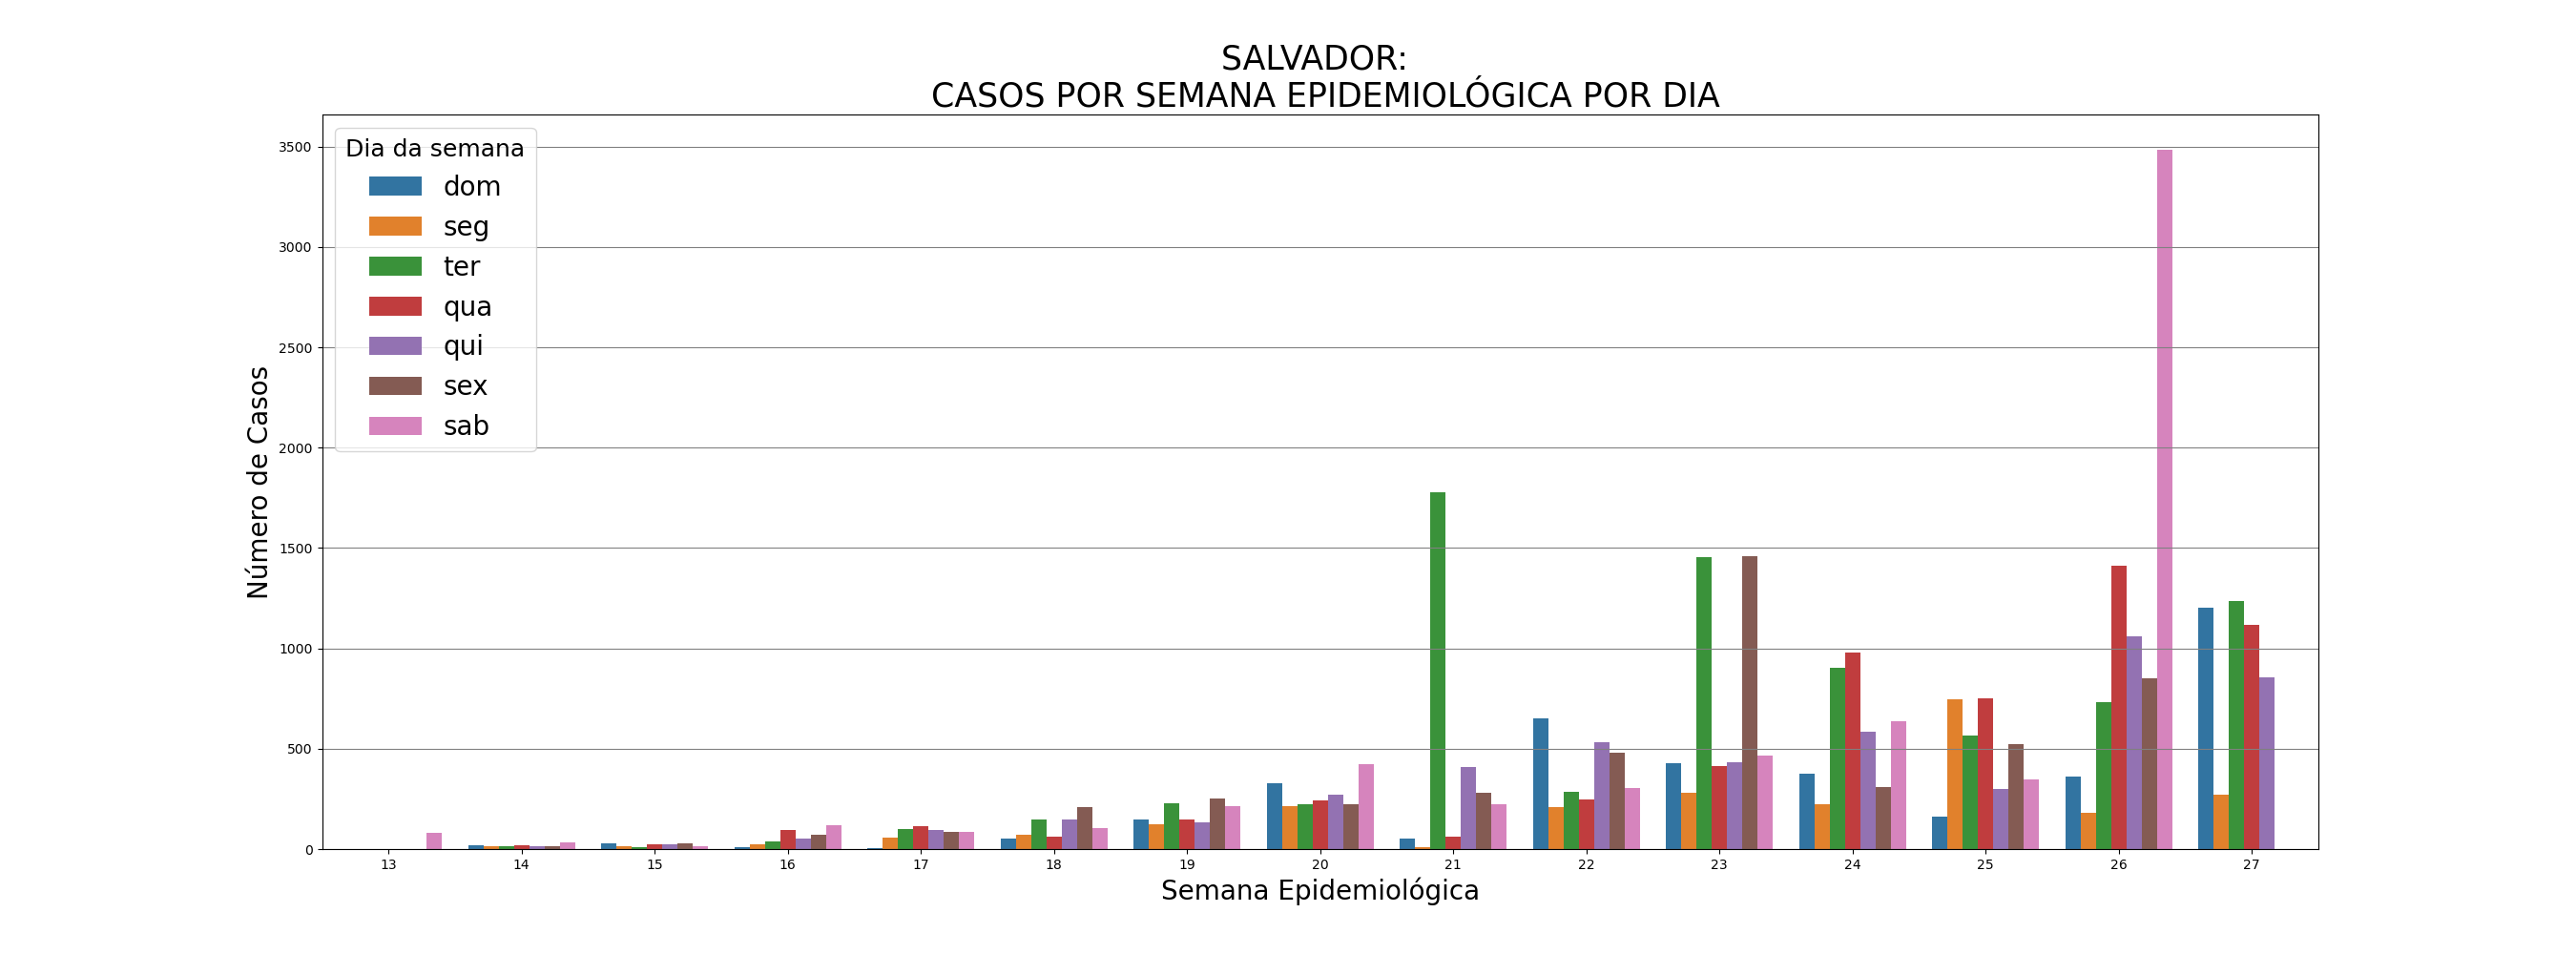 SALVADOR:
CASOS POR SEMANA EPIDEMIOLÓGICA POR DIA
Número de Casos
3500
3000
2500
2000
1500
1000
500
0
Dia da semana
dom
seg
ter
qua
qui
sex
sab
13 14 15 16 17 18 19 20 21 22 23 24 25 26 27
Semana Epidemiológica